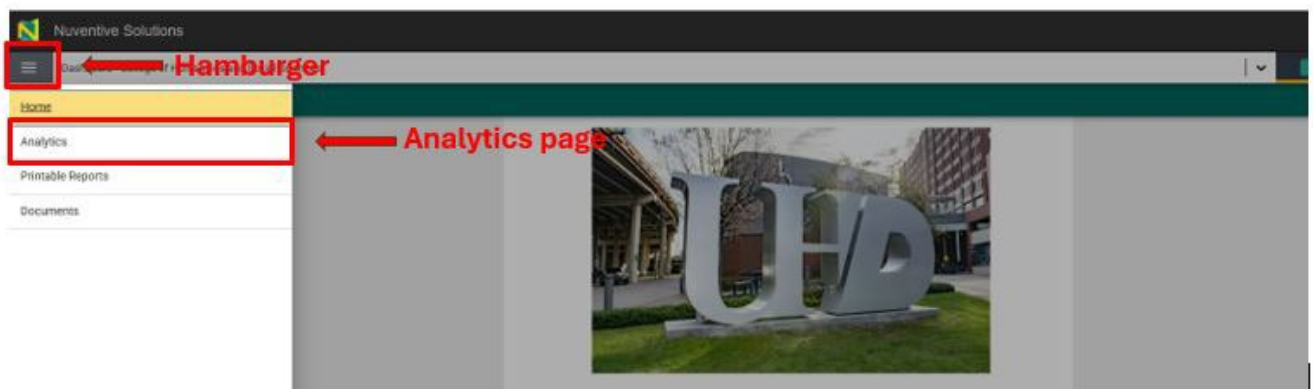 Nuventive Solutions
Hamburger
Home
Analytics
Analytics page
Printable Reports
Documents
UHD